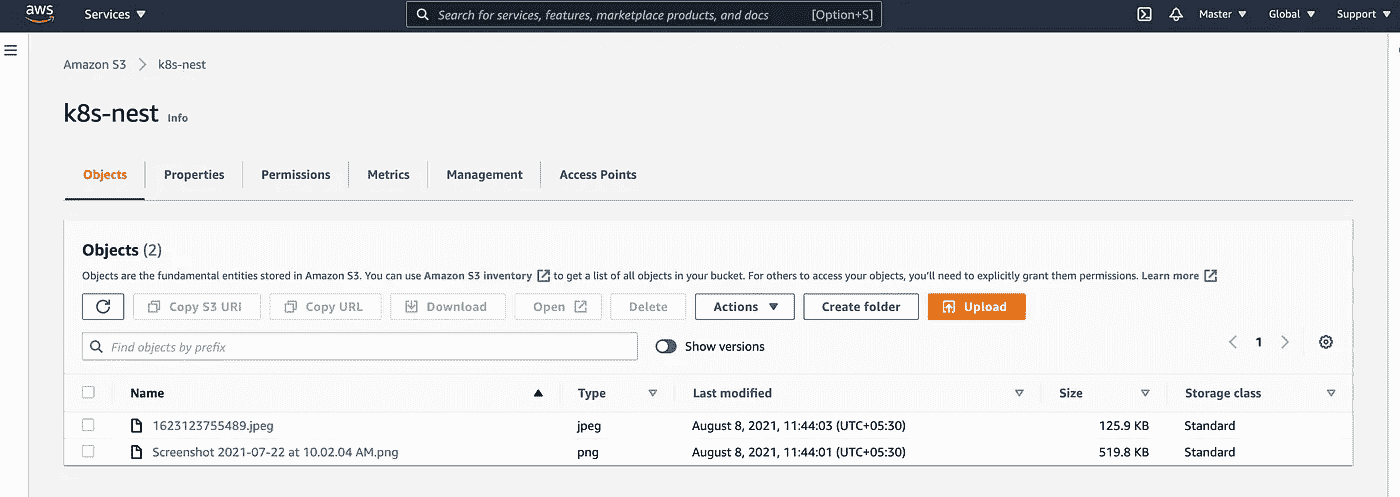 aws Services Search for services, features, marketplace products, and docs [Option+S] Master Global Support
Amazon S3 k8s-nest
k8s-nest Info
Objects Properties Permissions Metrics Management Access Points
Objects (2)
Objects are the fundamental entities stored in Amazon S3. You can use Amazon S3 inventory to get a list of all objects in your bucket. For others to access your objects, you'll need to explicitly grant them permissions. Learn more
Copy S3 URI Copy URL Download Open Delete Actions Create folder Upload
Find objects by prefix Show versions 1
Name Type Last modified Size Storage class
1623123755489.jpeg jpeg August 8, 2021, 11:44:03 (UTC+05:30) 125.9 KB Standard
Screenshot 2021-07-22 at 10.02.04 AM.png png August 8, 2021, 11:44:01 (UTC+05:30) 519.8 KB Standard